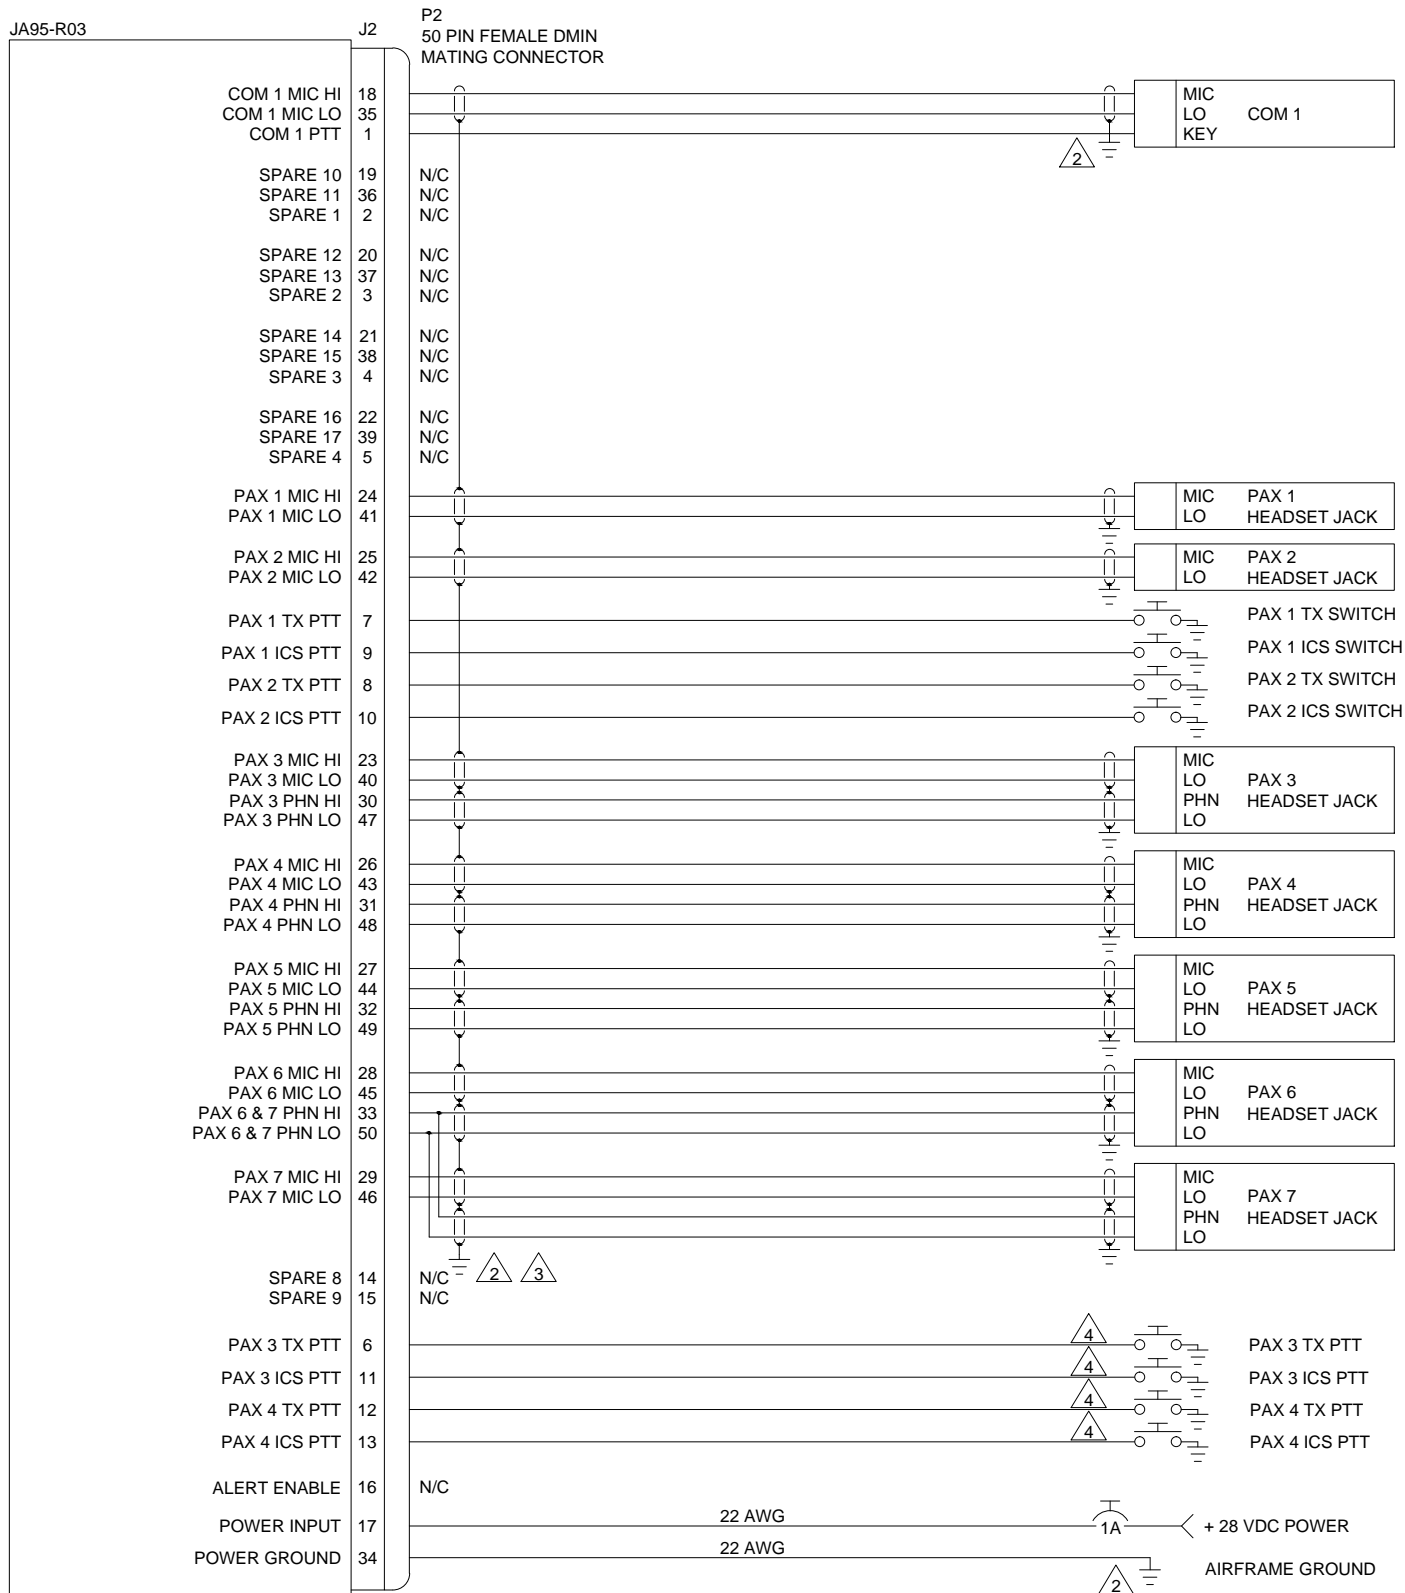 JA95-R03
J2
P2
50 PIN FEMALE DMIN
MATING CONNECTOR
COM 1 MIC HI 18 MIC
COM 1 MIC LO 35 LO COM 1
COM 1 PTT 1 KEY
2
SPARE 10 19 N/C
SPARE 11 36 N/C
SPARE 1 2 N/C
SPARE 12 20 N/C
SPARE 13 37 N/C
SPARE 2 3 N/C
SPARE 14 21 N/C
SPARE 15 38 N/C
SPARE 3 4 N/C
SPARE 16 22 N/C
SPARE 17 39 N/C
SPARE 4 5 N/C
PAX 1 MIC HI 24 MIC PAX 1
PAX 1 MIC LO 41 LO HEADSET JACK
PAX 2 MIC HI 25 MIC PAX 2
PAX 2 MIC LO 42 LO HEADSET JACK
PAX 1 TX PTT 7 PAX 1 TX SWITCH
PAX 1 ICS PTT 9 PAX 1 ICS SWITCH
PAX 2 TX PTT 8 PAX 2 TX SWITCH
PAX 2 ICS PTT 10 PAX 2 ICS SWITCH
PAX 3 MIC HI 23 MIC
PAX 3 MIC LO 40 LO PAX 3
PAX 3 PHN HI 30 PHN HEADSET JACK
PAX 3 PHN LO 47 LO
PAX 4 MIC HI 26 MIC
PAX 4 MIC LO 43 LO PAX 4
PAX 4 PHN HI 31 PHN HEADSET JACK
PAX 4 PHN LO 48 LO
PAX 5 MIC HI 27 MIC
PAX 5 MIC LO 44 LO PAX 5
PAX 5 PHN HI 32 PHN HEADSET JACK
PAX 5 PHN LO 49 LO
PAX 6 MIC HI 28 MIC
PAX 6 MIC LO 45 LO PAX 6
PAX 6 & 7 PHN HI 33 PHN HEADSET JACK
PAX 6 & 7 PHN LO 50 LO
PAX 7 MIC HI 29 MIC
PAX 7 MIC LO 46 LO PAX 7
PHN HEADSET JACK
LO
2 3
SPARE 8 14 N/C
SPARE 9 15 N/C
PAX 3 TX PTT 6 4 PAX 3 TX PTT
PAX 3 ICS PTT 11 4 PAX 3 ICS PTT
PAX 4 TX PTT 12 4 PAX 4 TX PTT
PAX 4 ICS PTT 13 4 PAX 4 ICS PTT
ALERT ENABLE 16 N/C
POWER INPUT 17 22 AWG 1A + 28 VDC POWER
POWER GROUND 34 22 AWG AIRFRAME GROUND
2